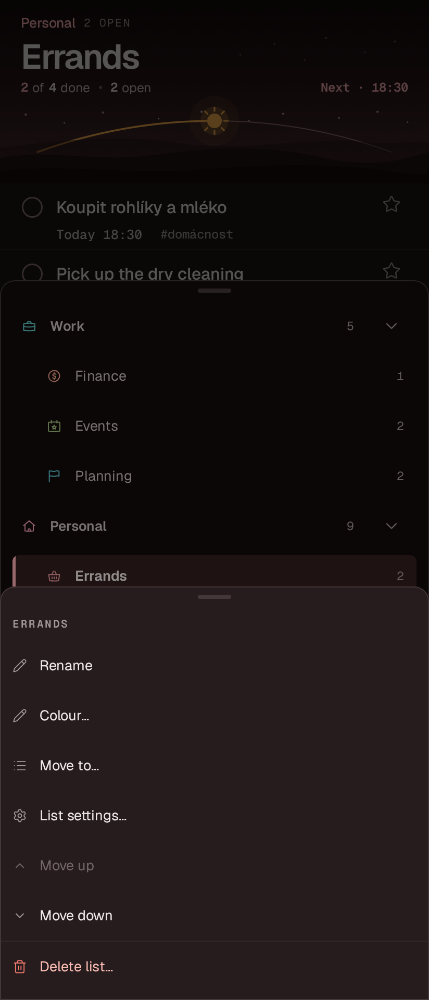 Personal 2 OPEN
Errands
2 of 4 done · 2 open
Next · 18:30
Koupit rohlíky a mléko
Today 18:30 #domácnost
Pick up the dry cleaning
Work 5
Finance 1
Events 2
Planning 2
Personal 9
Errands 2
ERRANDS
Rename
Colour…
Move to…
List settings…
Move up
Move down
Delete list…